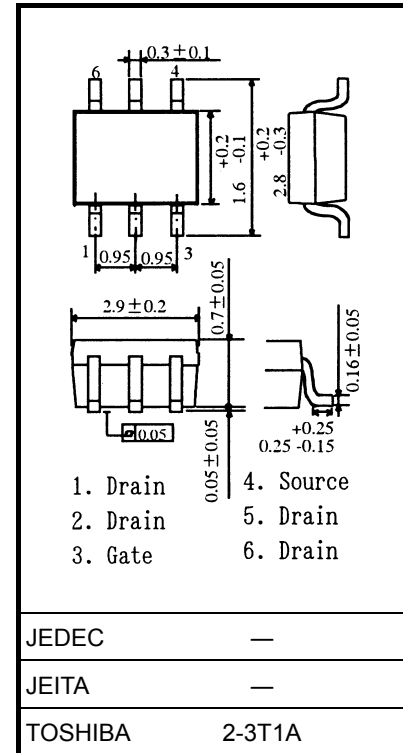 0.3±0.1
6 4
+0.2
1.6 -0.1
+0.2
2.8 -0.3
1 0.95 0.95 3
2.9±0.2
0.7±0.05
0.16±0.05
0.05
0.05±0.05
+0.25
0.25 -0.15
1. Drain
2. Drain
3. Gate
4. Source
5. Drain
6. Drain
JEDEC ―
JEITA ―
TOSHIBA 2-3T1A